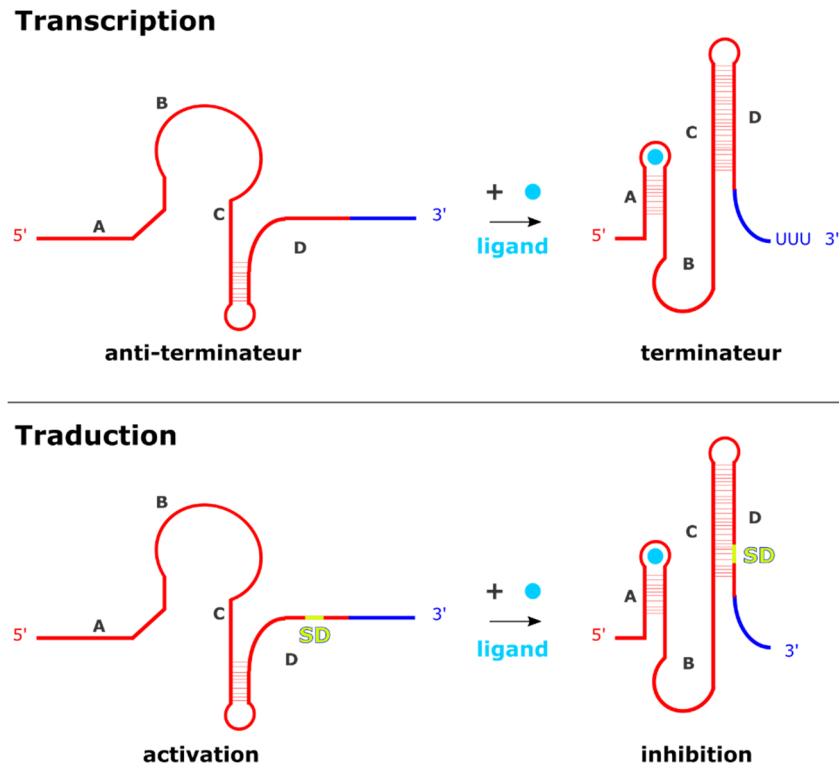 Transcription
B
A
C
D
5'
3'
+
ligand
A
B
C
D
5'
UUU 3'
anti-terminateur
terminateur
Traduction
B
A
C
D
SD
5'
3'
+
ligand
A
B
C
D
SD
5'
3'
activation
inhibition